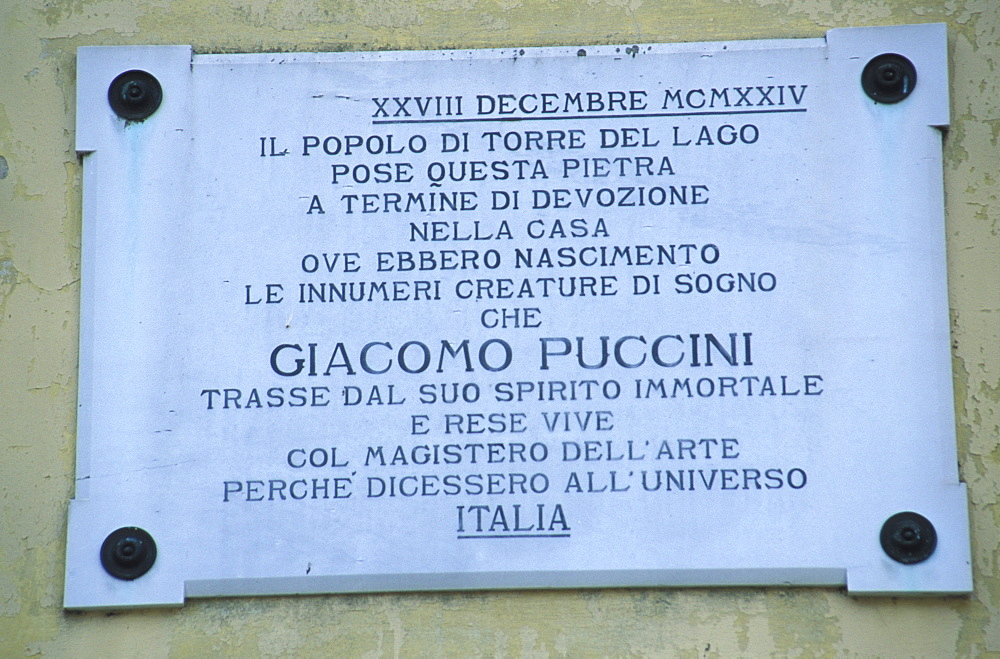 XXVIII DECEMBRE MCMXXIV
IL POPOLO DI TORRE DEL LAGO
POSE QUESTA PIETRA
A TERMINE DI DEVOZIONE
NELLA CASA
OVE EBBERO NASCIMENTO
LE INNUMERI CREATURE DI SOGNO
CHE
GIACOMO PUCCINI
TRASSE DAL SUO SPIRITO IMMORTALE
E RESE VIVE
COL MAGISTERO DELL'ARTE
PERCHE' DICESSERO ALL'UNIVERSO
ITALIA